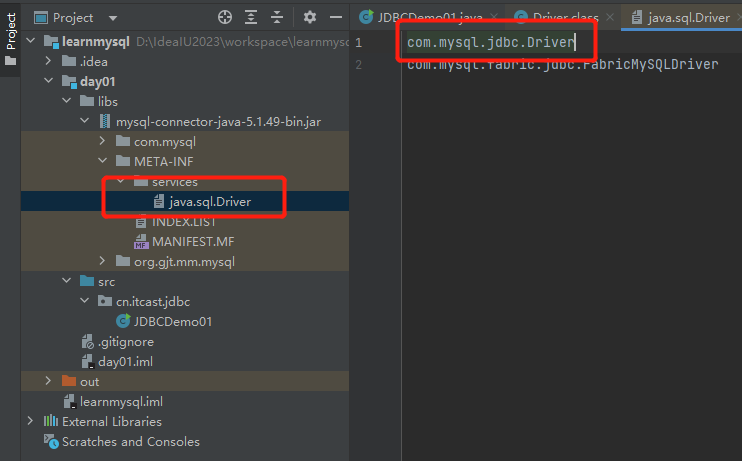 Project
Project
learnmysql D:\IdeaIU2023\workspace\learnmysc
.idea
day01
libs
mysql-connector-java-5.1.49-bin.jar
com.mysql
META-INF
services
java.sql.Driver
INDEX.LIST
MF MANIFEST.MF
org.gjt.mm.mysql
src
cn.itcast.jdbc
JDBCDemo01
.gitignore
day01.iml
out
learnmysql.iml
External Libraries
Scratches and Consoles
JDBCDemo01.java Driver.class java.sql.Driver
1 com.mysql.jdbc.Driver
2 com.mysql.fabric.jdbc.FabricMySQLDriver